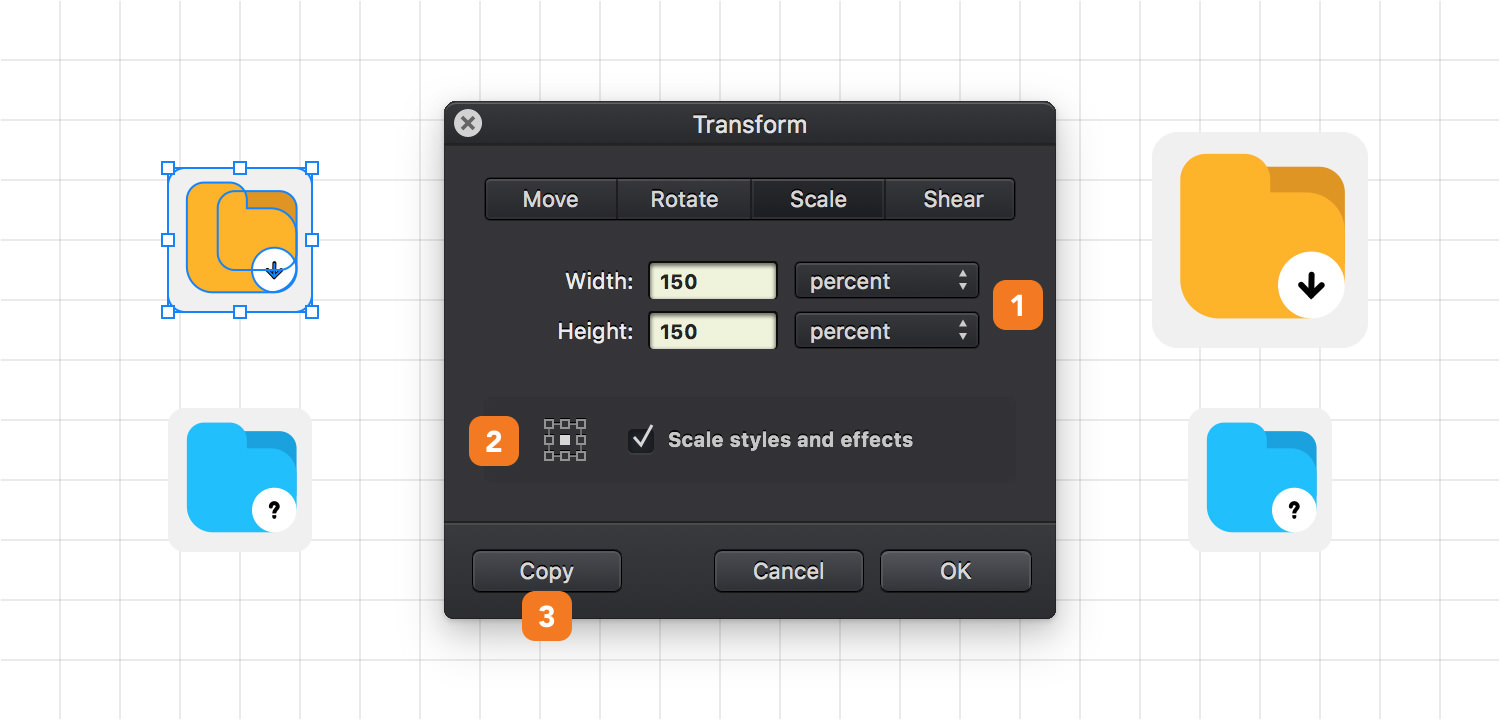 Transform
Move Rotate Scale Shear
Width: 150 percent
1
Height: 150 percent
2 Scale styles and effects
? ?
Copy Cancel OK
3